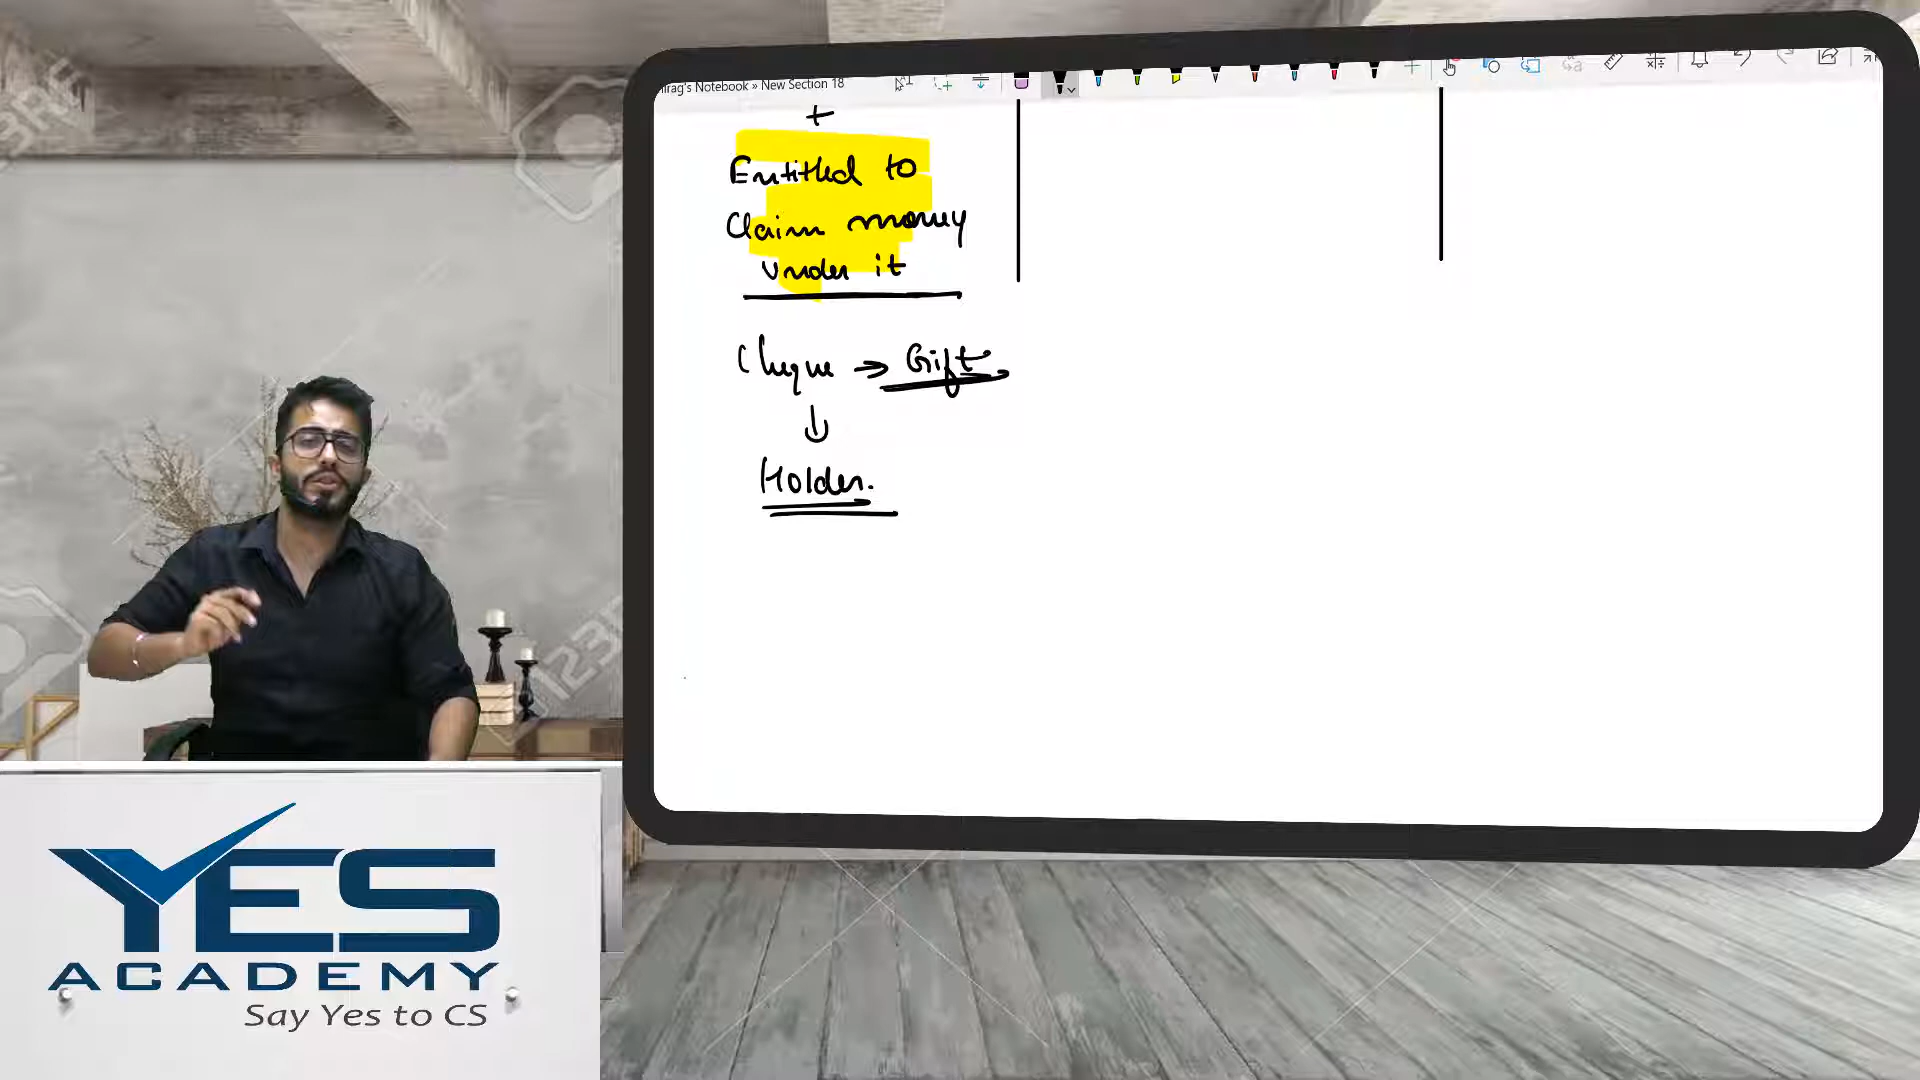 irag's Notebook » New Section 18
+
Entitled to
Claim money
under it
Cheque → Gift
↓
Holder.
YES
ACADEMY
Say Yes to CS
123RF